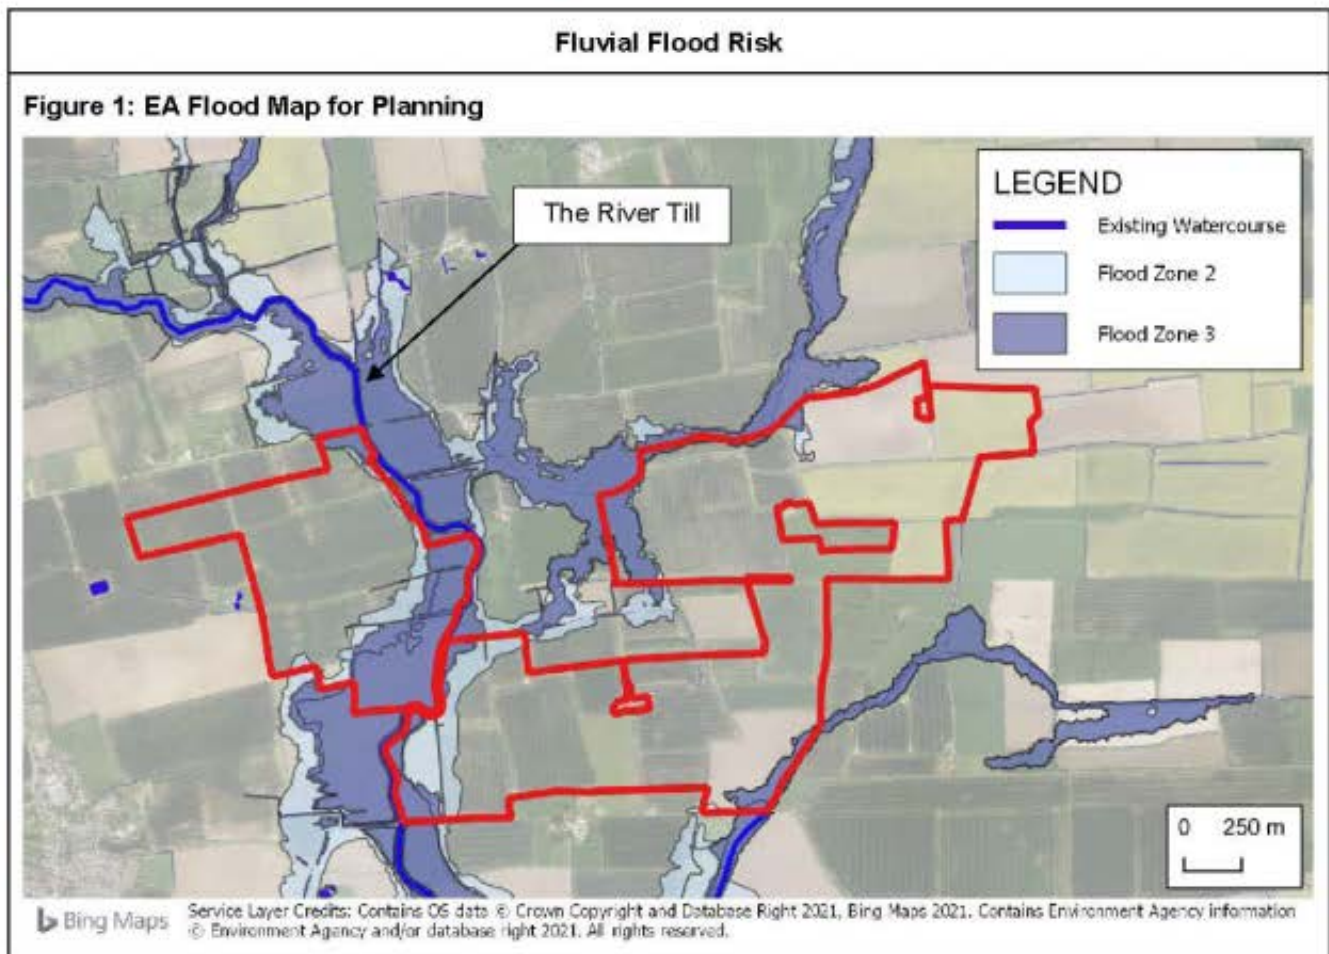 Fluvial Flood Risk
Figure 1: EA Flood Map for Planning
The River Till
LEGEND
Existing Watercourse
Flood Zone 2
Flood Zone 3
0 250 m
Bing Maps
Service Layer Credits: Contains OS data © Crown Copyright and Database Right 2021, Bing Maps 2021. Contains Environment Agency information
© Environment Agency and/or database right 2021. All rights reserved.